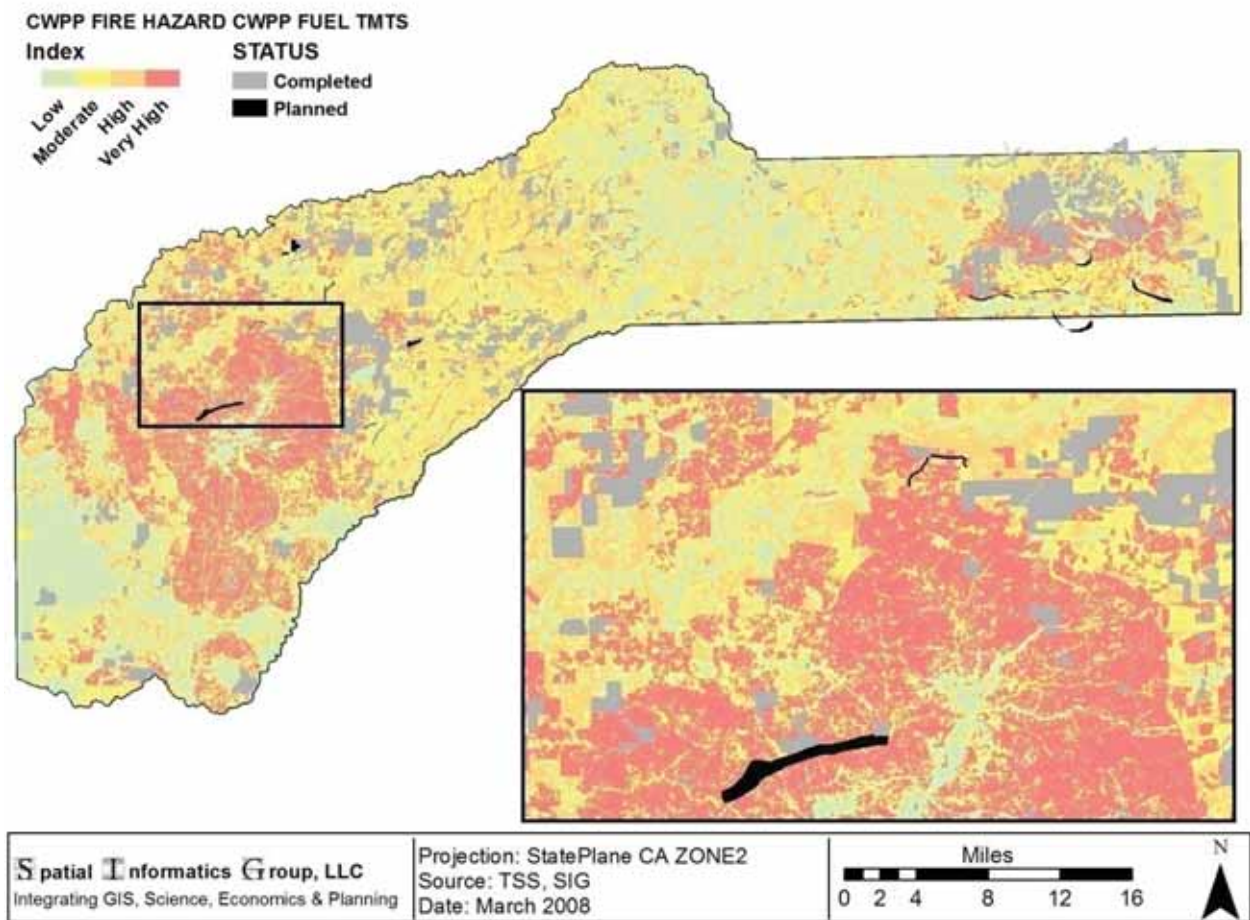 CWPP FIRE HAZARD
Index
Low
Moderate
High
Very High
CWPP FUEL TMTS
STATUS
Completed
Planned
Spatial Informatics Group, LLC
Integrating GIS, Science, Economics & Planning
Projection: StatePlane CA ZONE2
Source: TSS, SIG
Date: March 2008
Miles
0 2 4 8 12 16
N